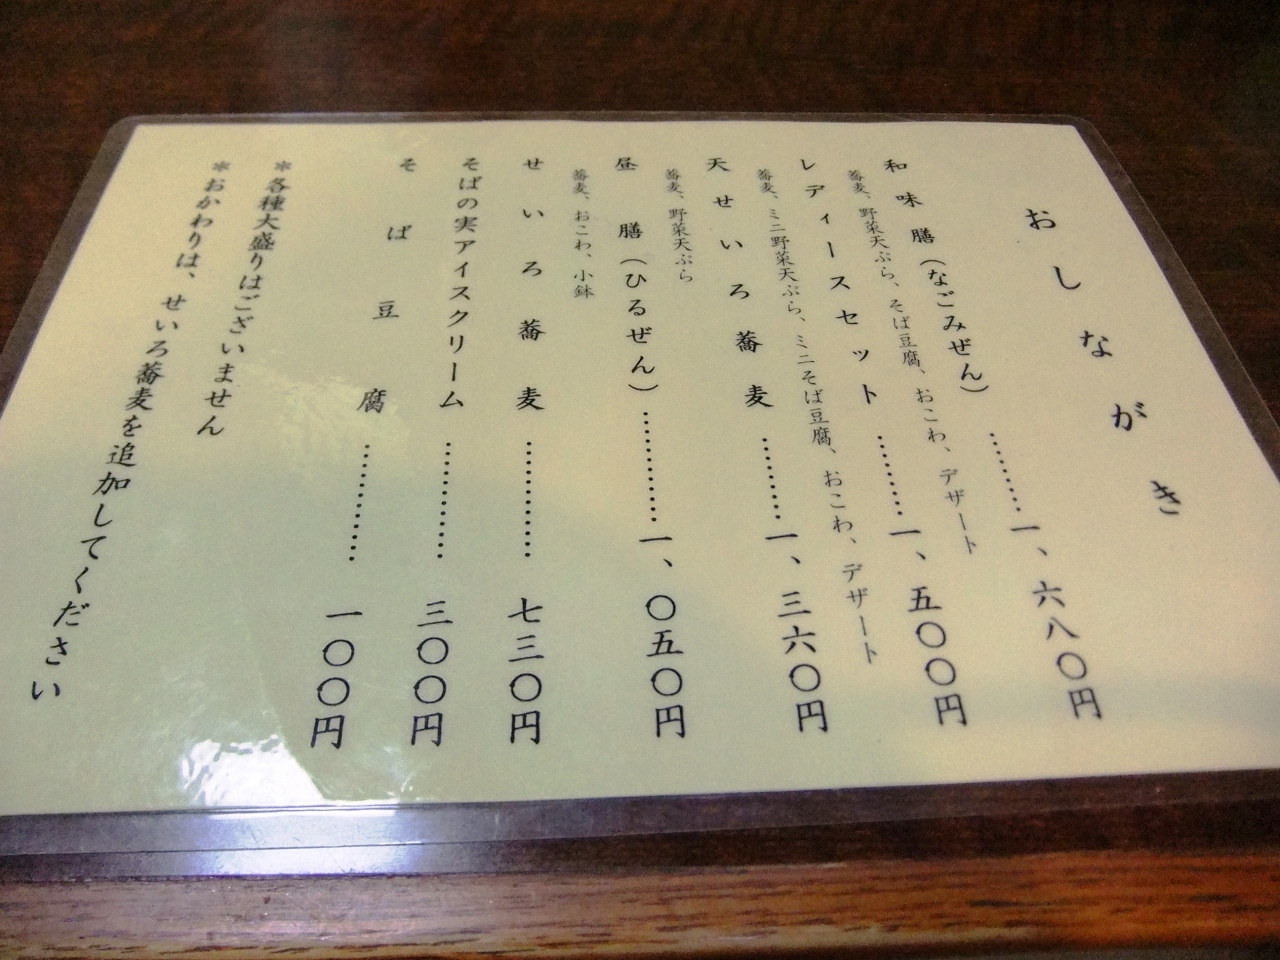 おしながき
和味膳(なごみぜん)………一、六八〇円
蕎麦、野菜天ぷら、そば豆腐、おこわ、デザート
レディースセット………一、五〇〇円
蕎麦、ミニ野菜天ぷら、ミニそば豆腐、おこわ、デザート
天せいろ蕎麦………一、三六〇円
蕎麦、野菜天ぷら
昼膳(ひるぜん)…………一、〇五〇円
蕎麦、おこわ、小鉢
せいろ蕎麦…………七三〇円
そばの実アイスクリーム…………三〇〇円
そば豆腐…………一〇〇円
*各種大盛りはございません
*おかわりは、せいろ蕎麦を追加してください